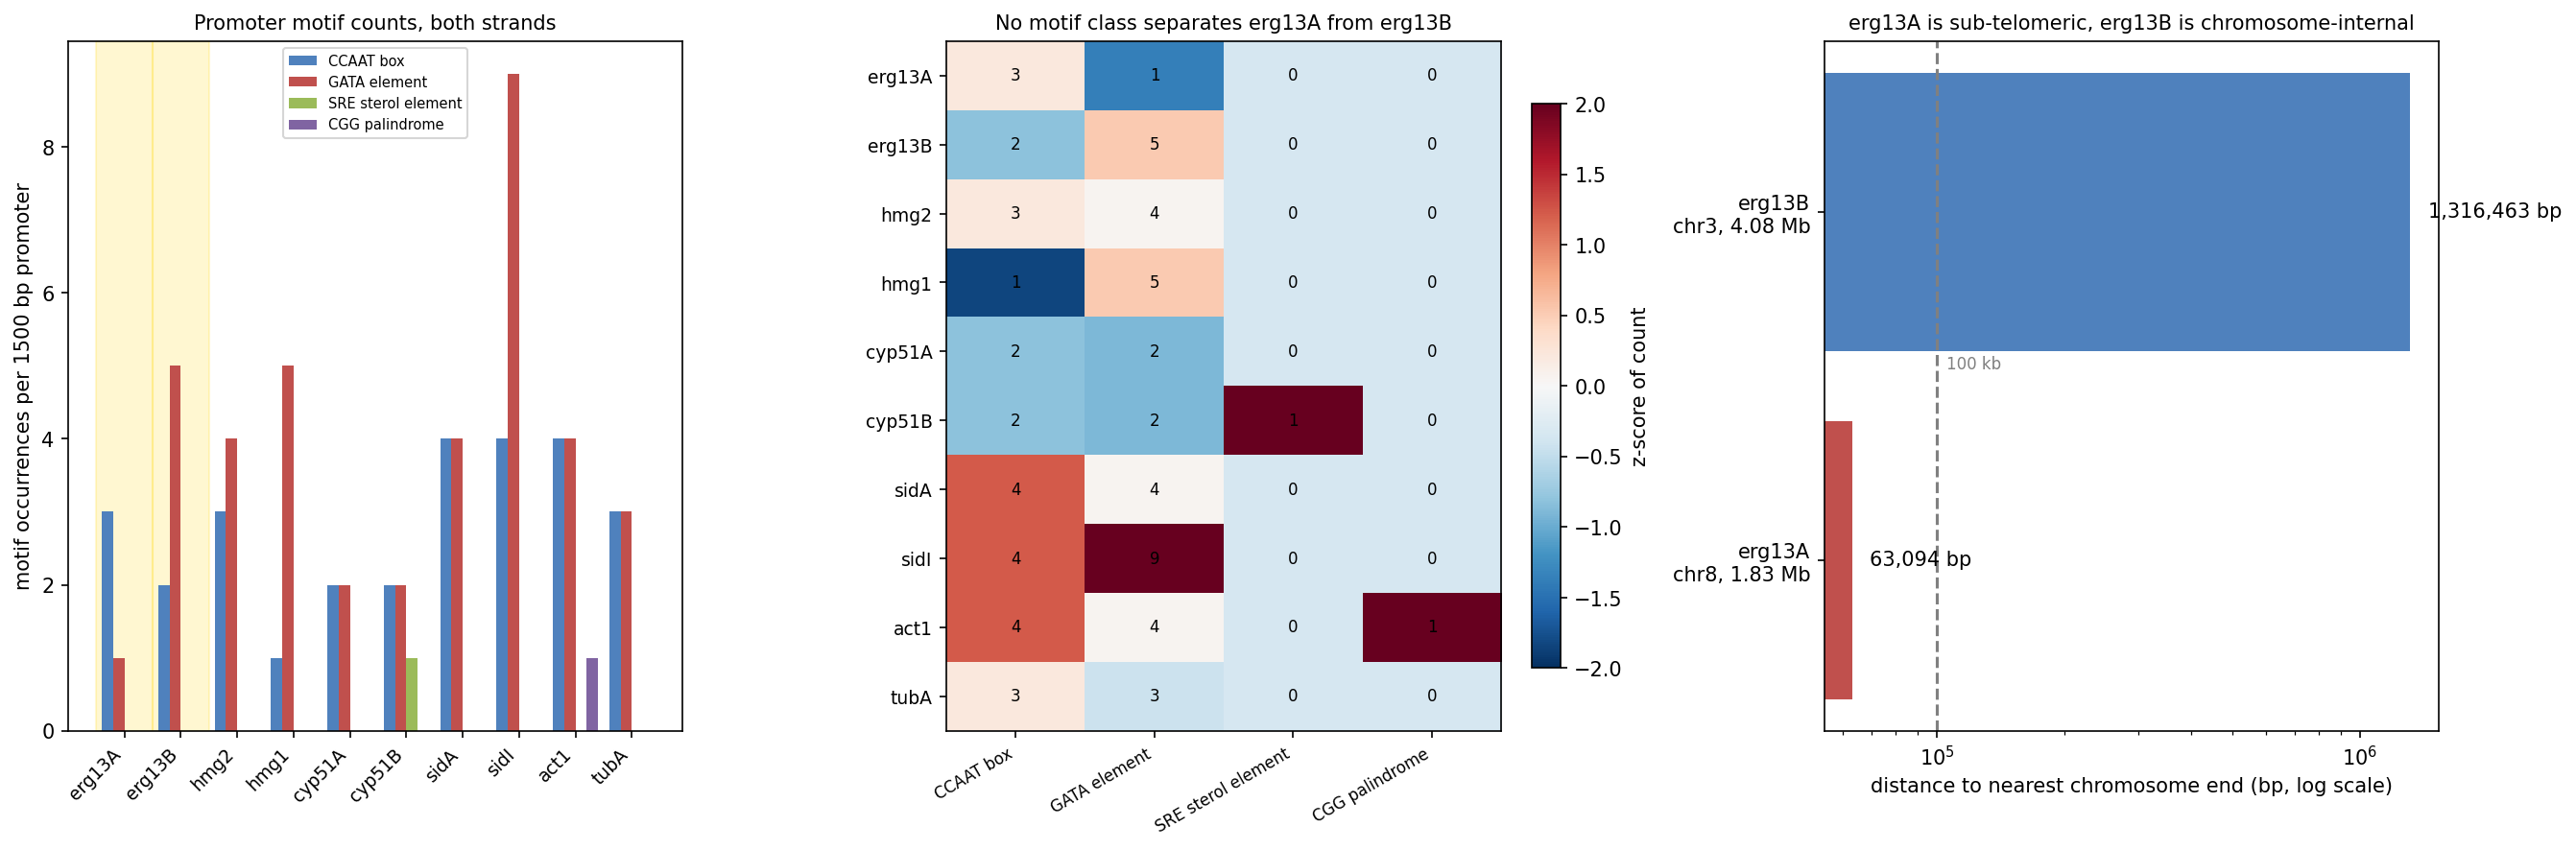 Promoter motif counts, both strands
motif occurrences per 1500 bp promoter
8
6
4
2
0
CCAAT box
GATA element
SRE sterol element
CGG palindrome
erg13A
erg13B
hmg2
hmg1
cyp51A
cyp51B
sidA
sidI
act1
tubA
No motif class separates erg13A from erg13B
erg13A 3 1 0 0
erg13B 2 5 0 0
hmg2 3 4 0 0
hmg1 1 5 0 0
cyp51A 2 2 0 0
cyp51B 2 2 1 0
sidA 4 4 0 0
sidI 4 9 0 0
act1 4 4 0 1
tubA 3 3 0 0
CCAAT box
GATA element
SRE sterol element
CGG palindrome
2.0
1.5
1.0
0.5
0.0
−0.5
−1.0
−1.5
−2.0
z-score of count
erg13A is sub-telomeric, erg13B is chromosome-internal
erg13B
chr3, 4.08 Mb
1,316,463 bp
100 kb
erg13A
chr8, 1.83 Mb
63,094 bp
10⁵
10⁶
distance to nearest chromosome end (bp, log scale)